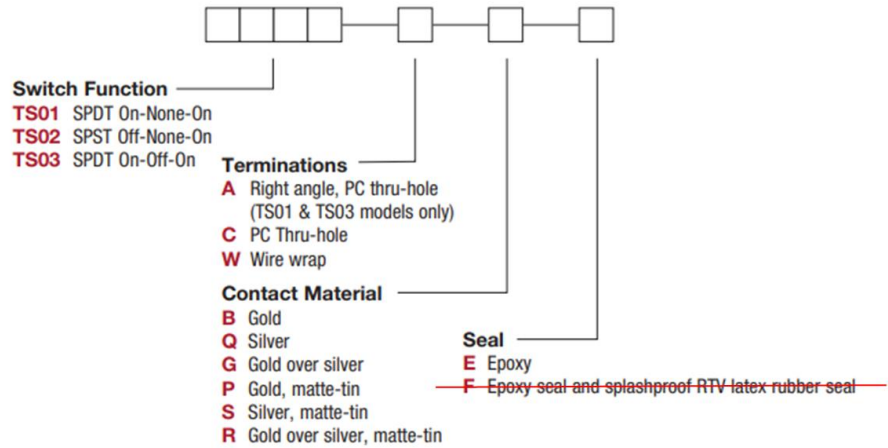 Switch Function
TS01 SPDT On-None-On
TS02 SPST Off-None-On
TS03 SPDT On-Off-On
Terminations
A Right angle, PC thru-hole
(TS01 & TS03 models only)
C PC Thru-hole
W Wire wrap
Contact Material
B Gold
Q Silver
G Gold over silver
P Gold, matte-tin
S Silver, matte-tin
R Gold over silver, matte-tin
Seal
E Epoxy
F Epoxy seal and splashproof RTV latex rubber seal